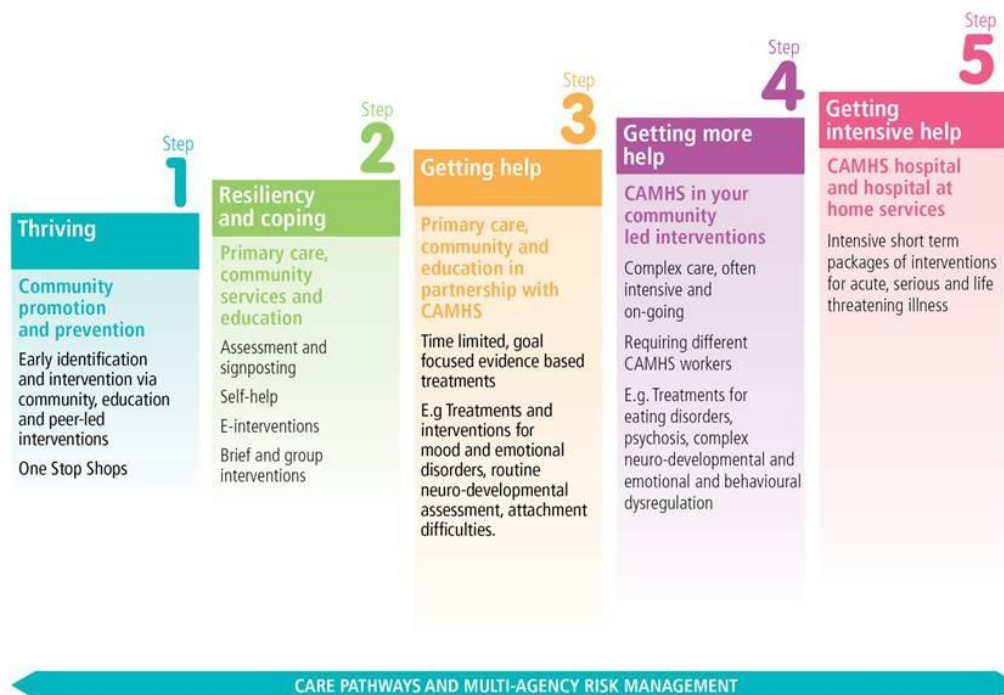 Step
1
Thriving
Community
promotion
and prevention
Early identification
and intervention via
community, education
and peer-led
interventions
One Stop Shops
Step
2
Resiliency
and coping
Primary care,
community
services and
education
Assessment and
signposting
Self-help
E-interventions
Brief and group
interventions
Step
3
Getting help
Primary care,
community and
education in
partnership with
CAMHS
Time limited, goal
focused evidence based
treatments
E.g Treatments and
interventions for
mood and emotional
disorders, routine
neuro-developmental
assessment, attachment
difficulties.
Step
4
Getting more
help
CAMHS in your
community
led interventions
Complex care, often
intensive and
on-going
Requiring different
CAMHS workers
E.g. Treatments for
eating disorders,
psychosis, complex
neuro-developmental and
emotional and behavioural
dysregulation
Step
5
Getting
intensive help
CAMHS hospital
and hospital at
home services
Intensive short term
packages of interventions
for acute, serious and life
threatening illness
CARE PATHWAYS AND MULTI-AGENCY RISK MANAGEMENT